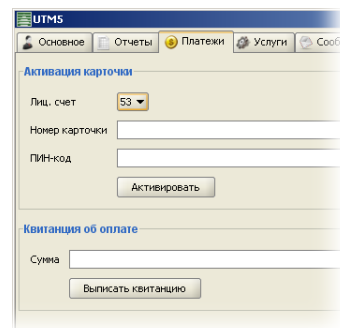 UTM5
Основное Отчеты Платежи Услуги Сооб
Активация карточки
Лиц. счет 53
Номер карточки
ПИН-код
Активировать
Квитанция об оплате
Сумма
Выписать квитанцию